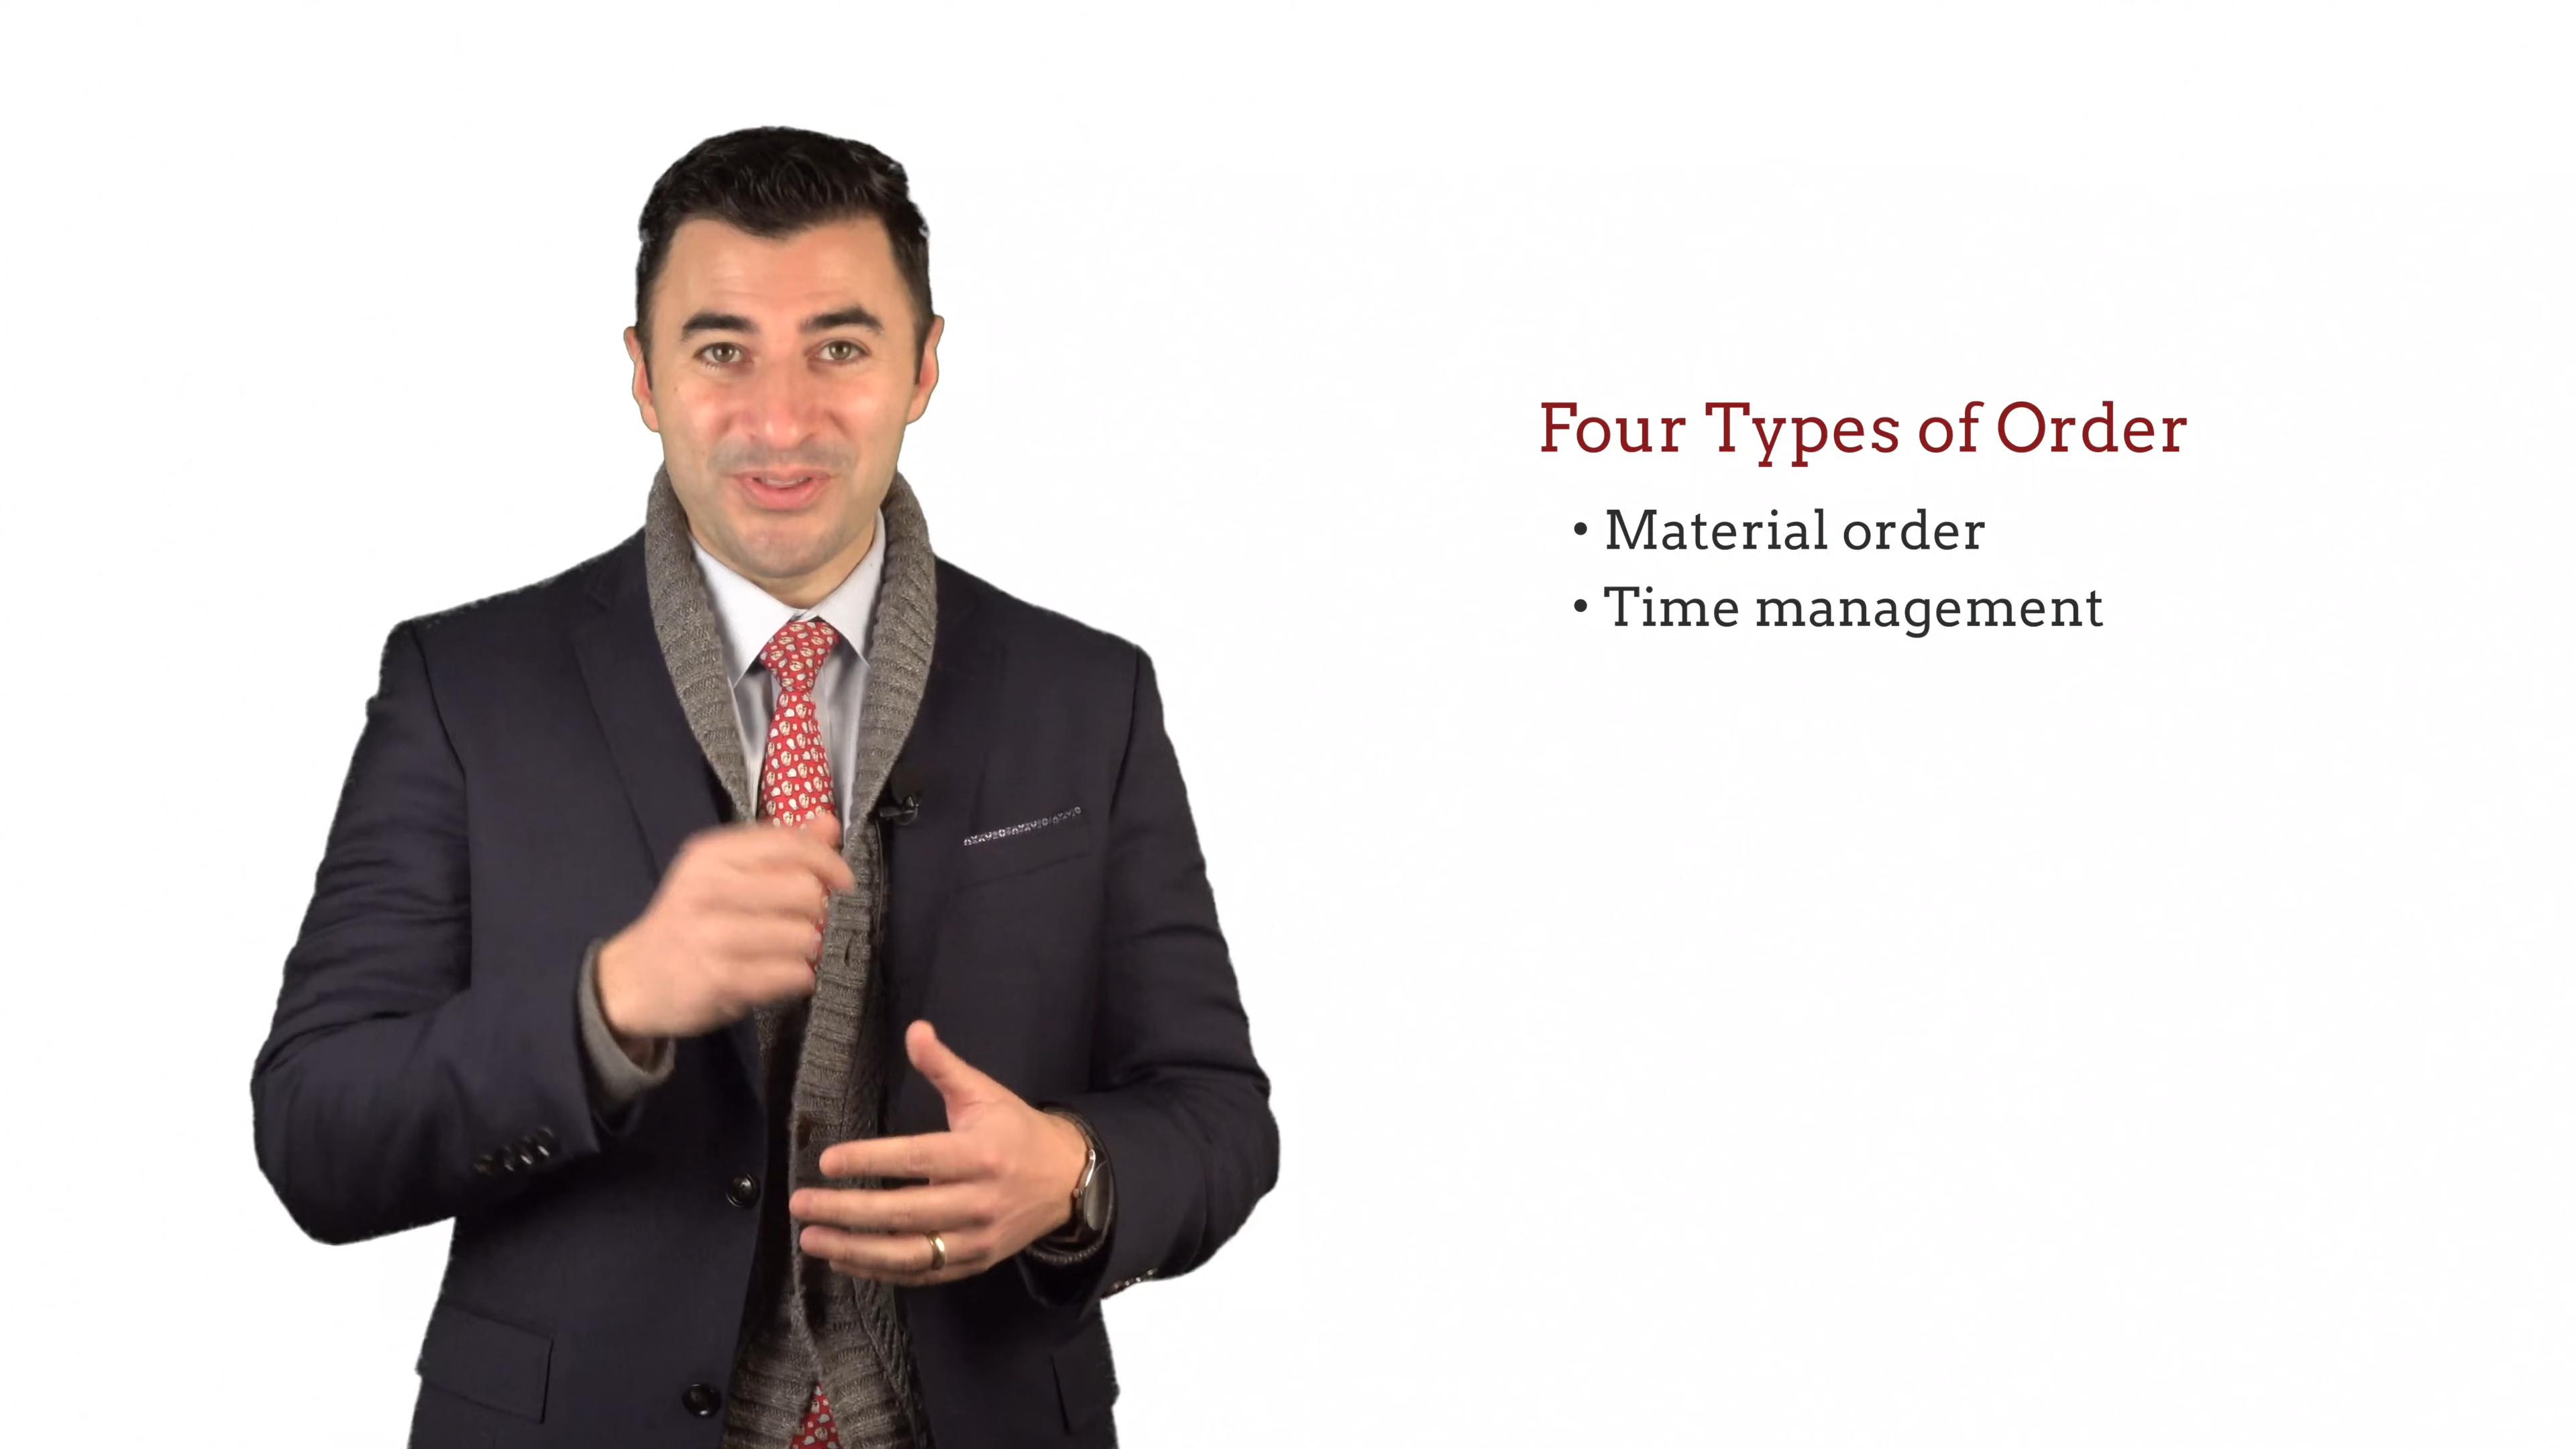 Four Types of Order
• Material order
• Time management